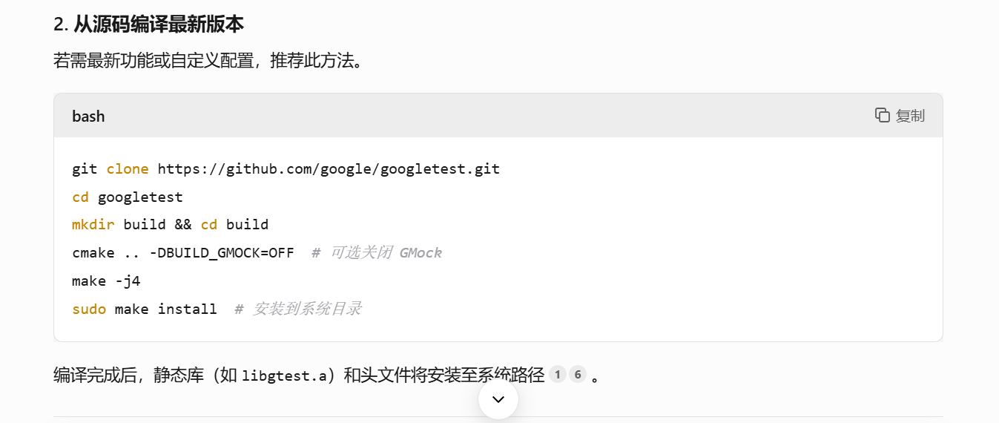 2. 从源码编译最新版本
若需最新功能或自定义配置，推荐此方法。
bash
复制
git clone https://github.com/google/googletest.git
cd googletest
mkdir build && cd build
cmake .. -DBUILD_GMOCK=OFF  # 可选关闭 GMock
make -j4
sudo make install  # 安装到系统目录
编译完成后，静态库（如 libgtest.a）和头文件将安装至系统路径 1 6 。